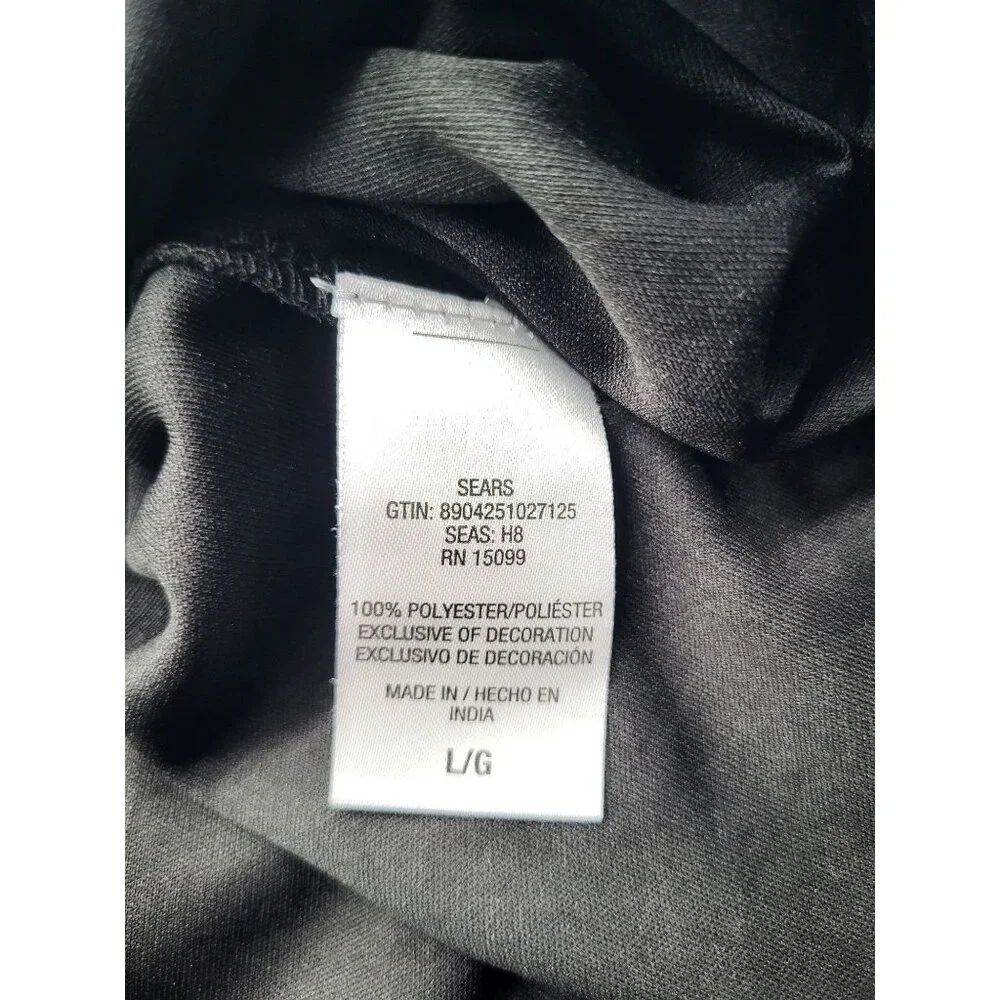 SEARS
GTIN: 8904251027125
SEAS: H8
RN 15099
100% POLYESTER/POLIÉSTER
EXCLUSIVE OF DECORATION
EXCLUSIVO DE DECORACIÓN
MADE IN / HECHO EN
INDIA
L/G